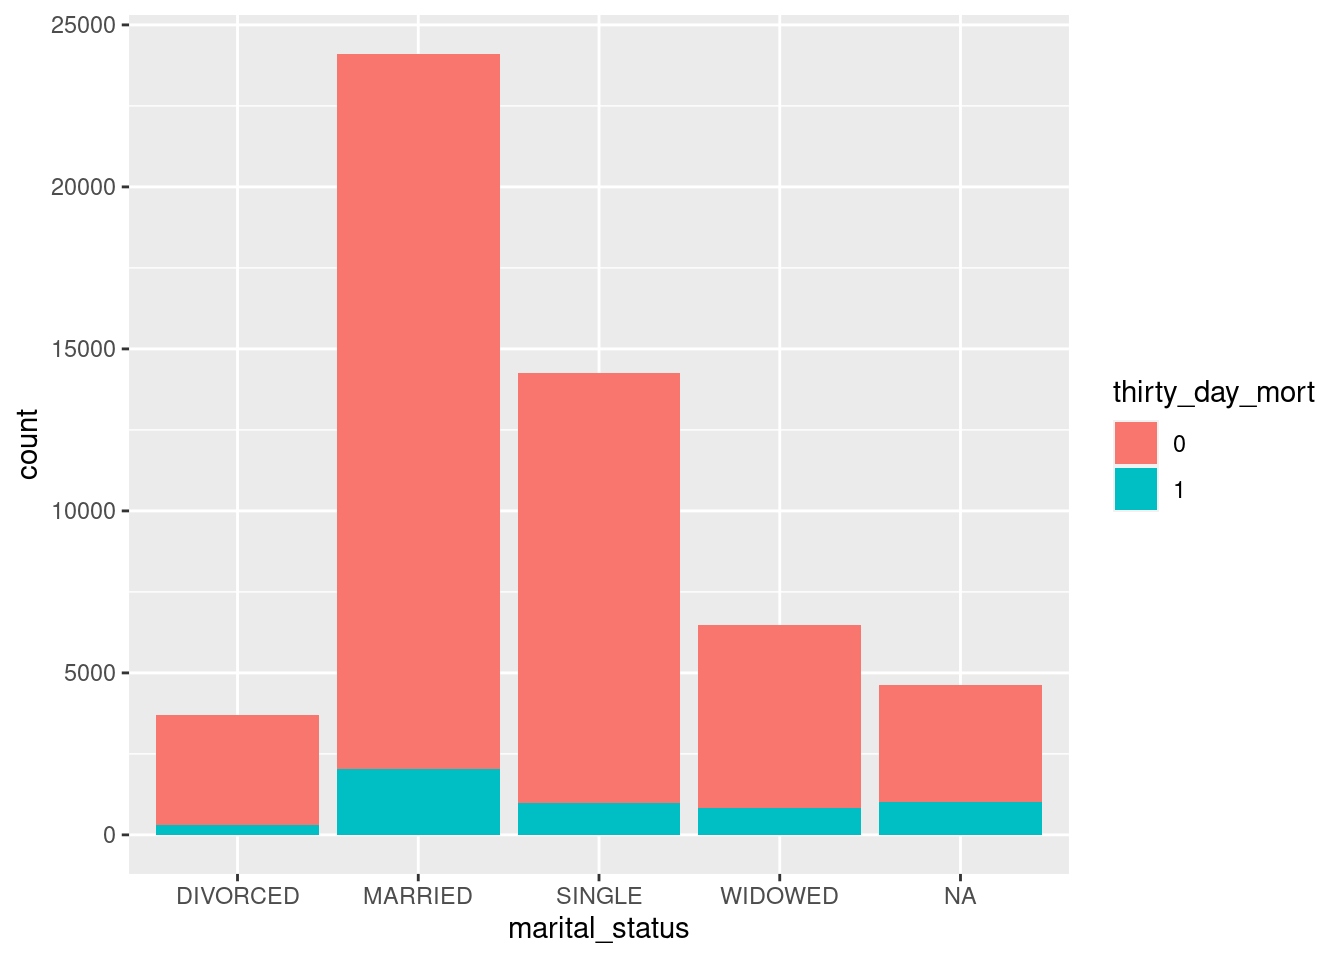 25000
20000
15000
10000
5000
0
count
DIVORCED
MARRIED
SINGLE
WIDOWED
NA
marital_status
thirty_day_mort
0
1